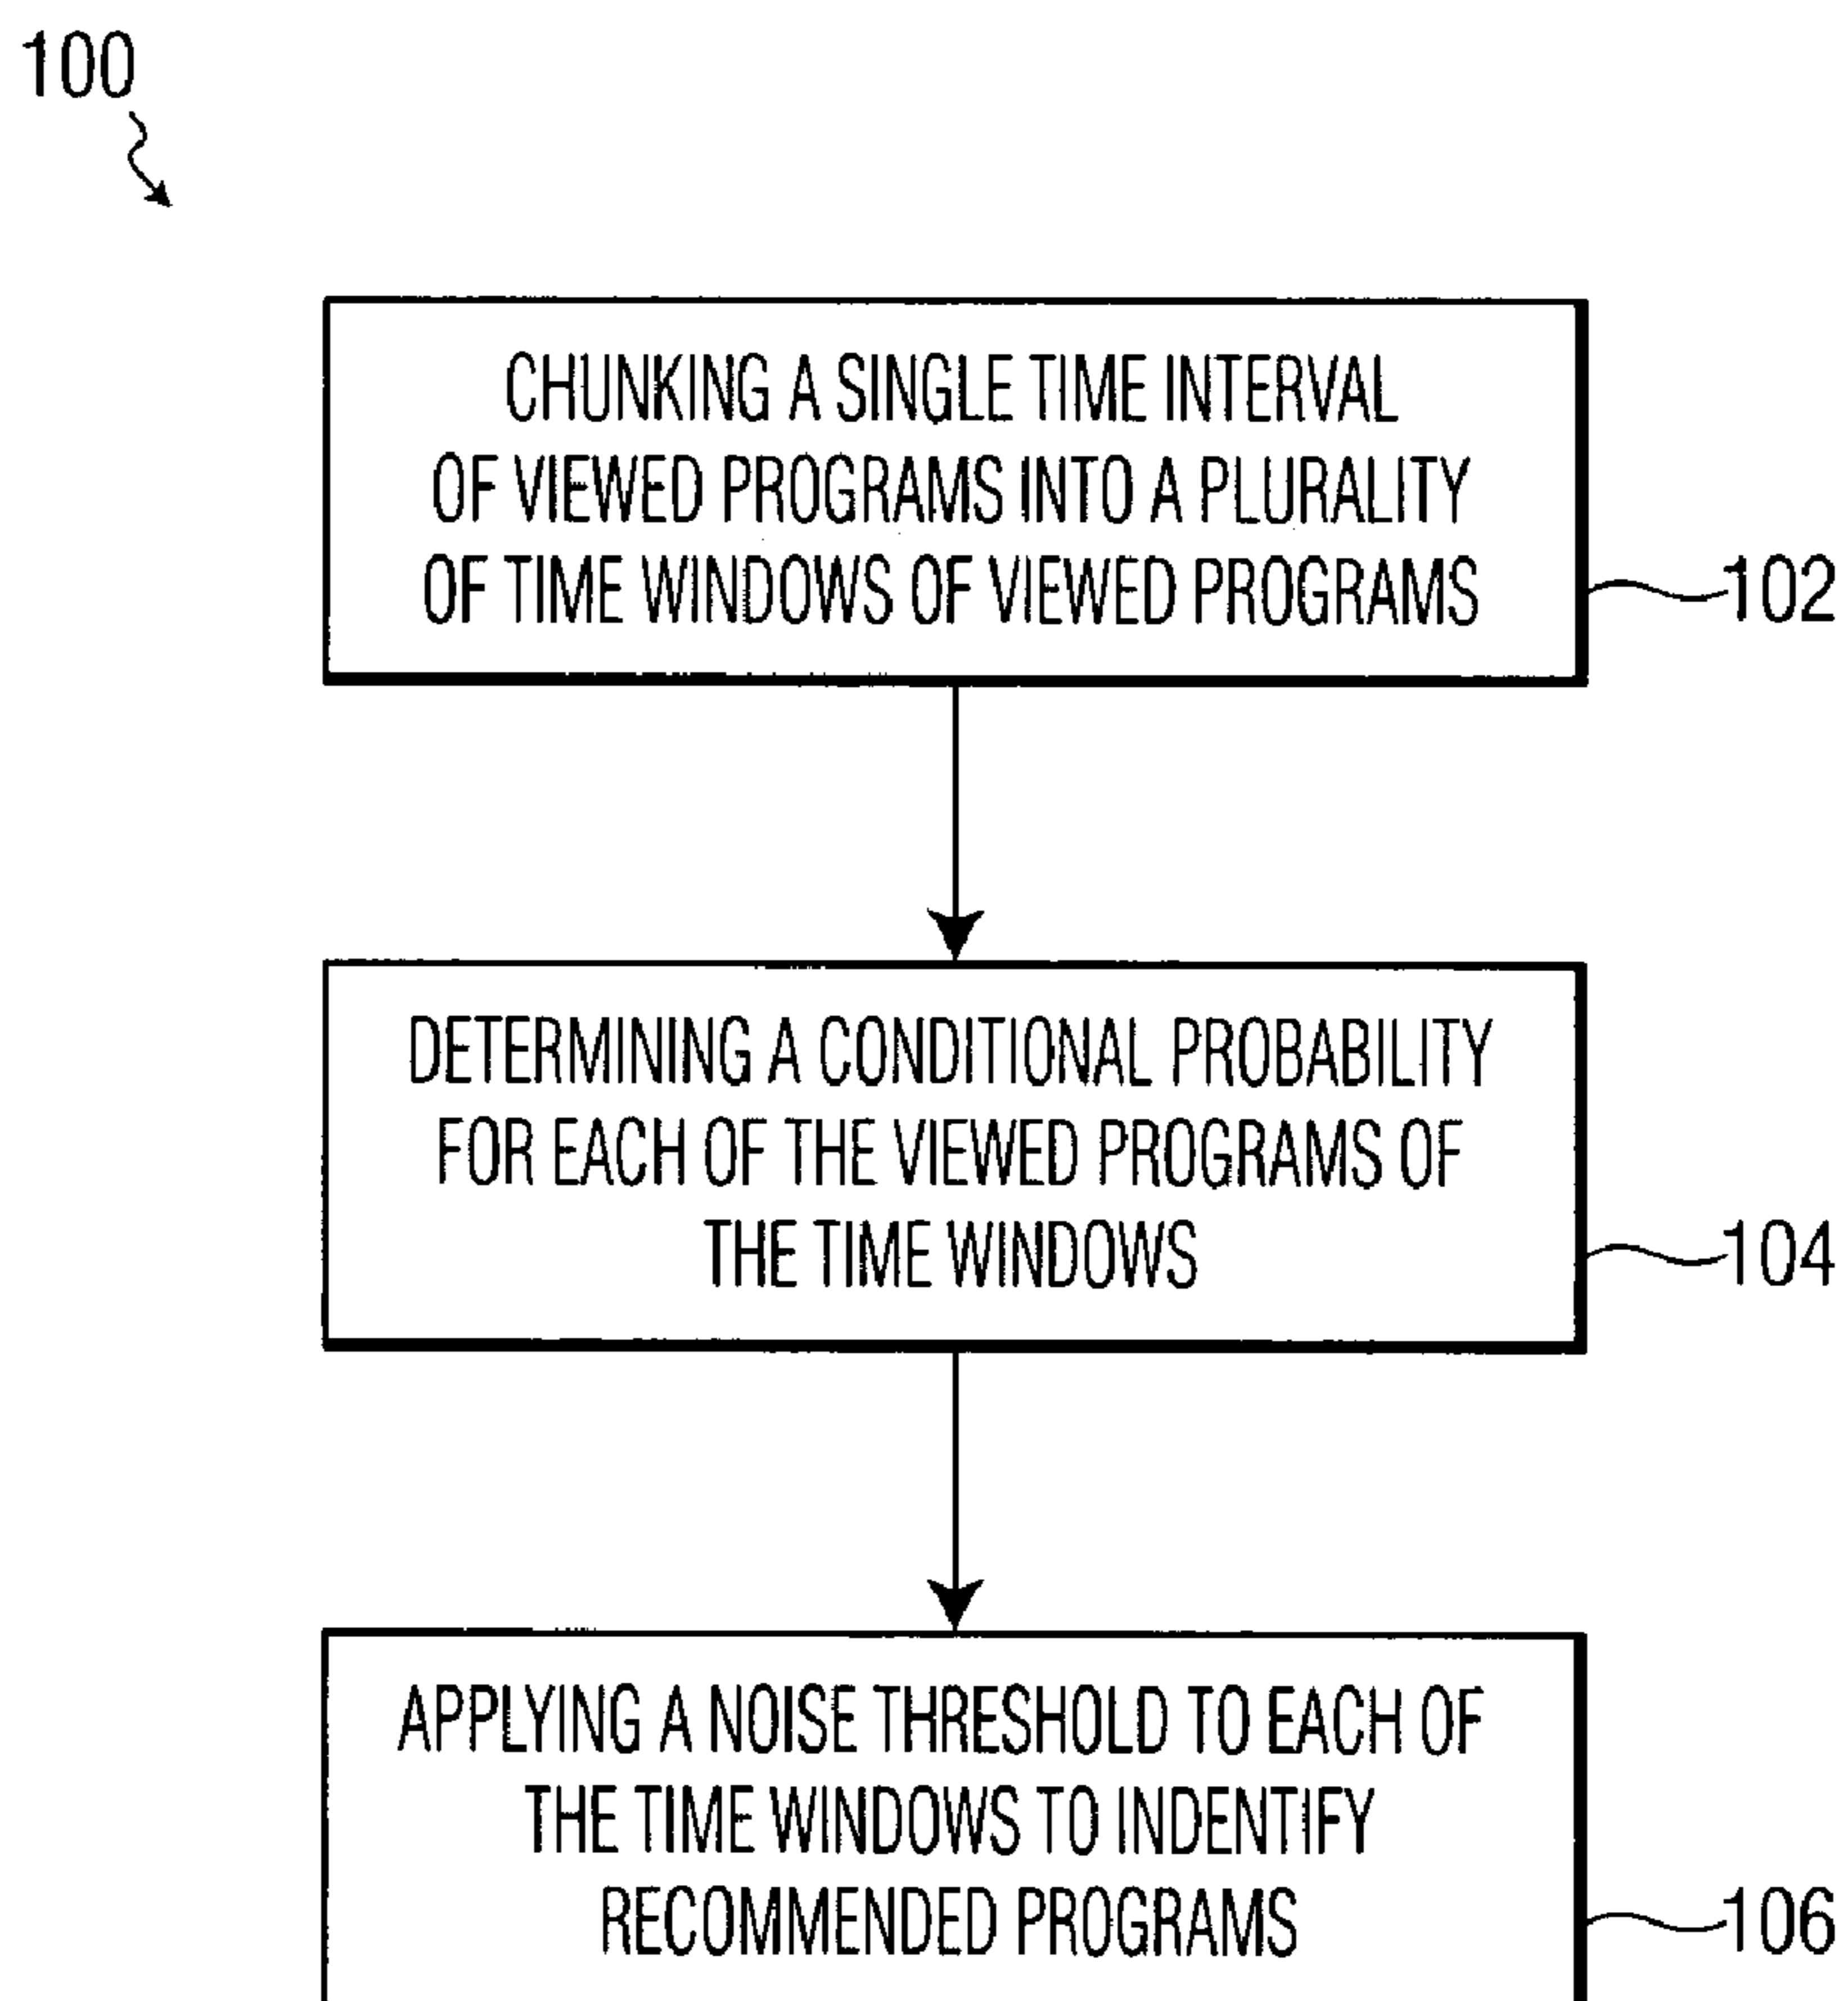 100
CHUNKING A SINGLE TIME INTERVAL
OF VIEWED PROGRAMS INTO A PLURALITY
OF TIME WINDOWS OF VIEWED PROGRAMS
102
DETERMINING A CONDITIONAL PROBABILITY
FOR EACH OF THE VIEWED PROGRAMS OF
THE TIME WINDOWS
104
APPLYING A NOISE THRESHOLD TO EACH OF
THE TIME WINDOWS TO INDENTIFY
RECOMMENDED PROGRAMS
106